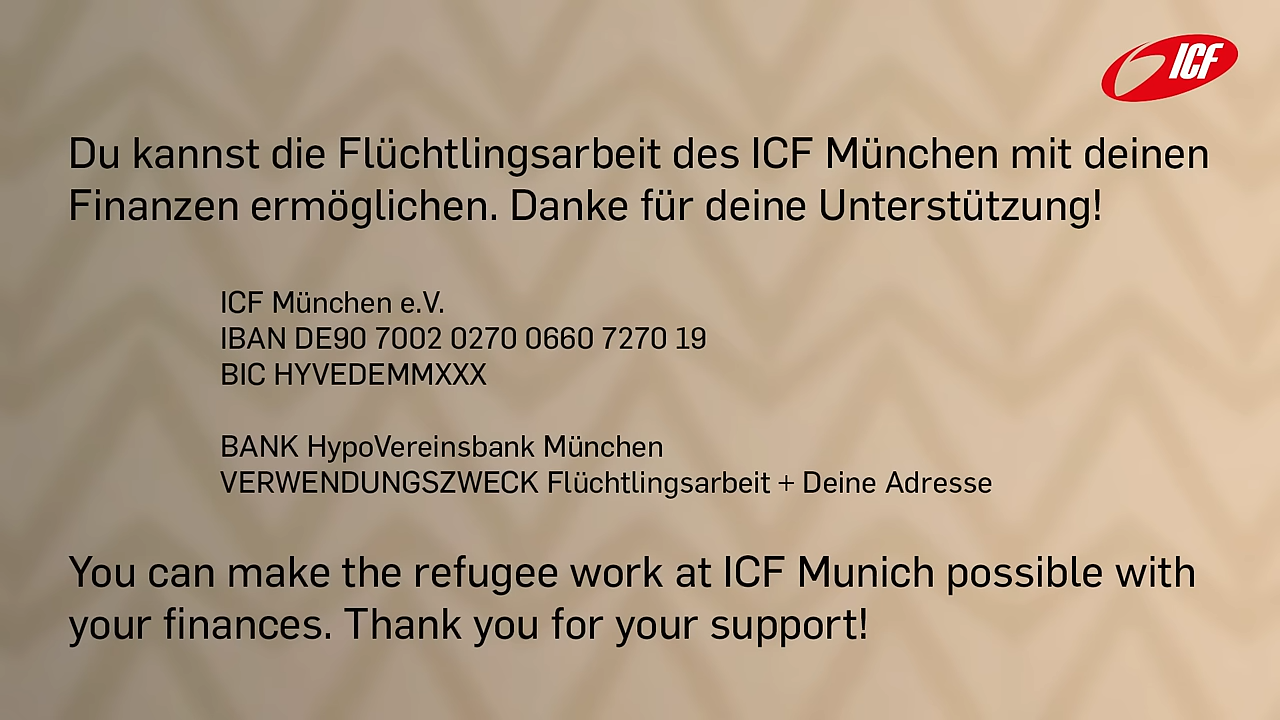 ICF
Du kannst die Flüchtlingsarbeit des ICF München mit deinen
Finanzen ermöglichen. Danke für deine Unterstützung!
ICF München e.V.
IBAN DE90 7002 0270 0660 7270 19
BIC HYVEDEMMXXX
BANK HypoVereinsbank München
VERWENDUNGSZWECK Flüchtlingsarbeit + Deine Adresse
You can make the refugee work at ICF Munich possible with
your finances. Thank you for your support!